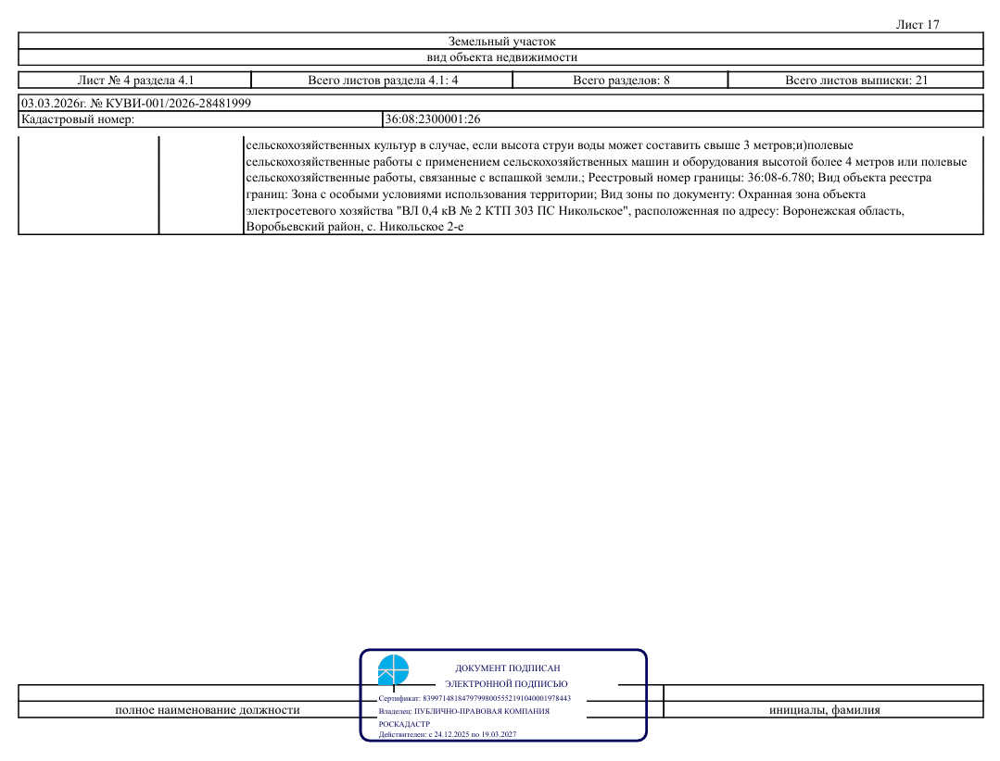 Лист 17
Земельный участок
вид объекта недвижимости
Лист № 4 раздела 4.1 Всего листов раздела 4.1: 4 Всего разделов: 8 Всего листов выписки: 21
03.03.2026г. № КУВИ-001/2026-28481999
Кадастровый номер: 36:08:2300001:26
сельскохозяйственных культур в случае, если высота струи воды может составить свыше 3 метров;и)полевые
сельскохозяйственные работы с применением сельскохозяйственных машин и оборудования высотой более 4 метров или полевые
сельскохозяйственные работы, связанные с вспашкой земли.; Реестровый номер границы: 36:08-6.780; Вид объекта реестра
границ: Зона с особыми условиями использования территории; Вид зоны по документу: Охранная зона объекта
электросетевого хозяйства "ВЛ 0,4 кВ № 2 КТП 303 ПС Никольское", расположенная по адресу: Воронежская область,
Воробьевский район, с. Никольское 2-е
ДОКУМЕНТ ПОДПИСАН
ЭЛЕКТРОННОЙ ПОДПИСЬЮ
Сертификат: 83997148184797998005552191040001978443
Владелец: ПУБЛИЧНО-ПРАВОВАЯ КОМПАНИЯ
РОСКАДАСТР
Действителен: с 24.12.2025 по 19.03.2027
полное наименование должности инициалы, фамилия